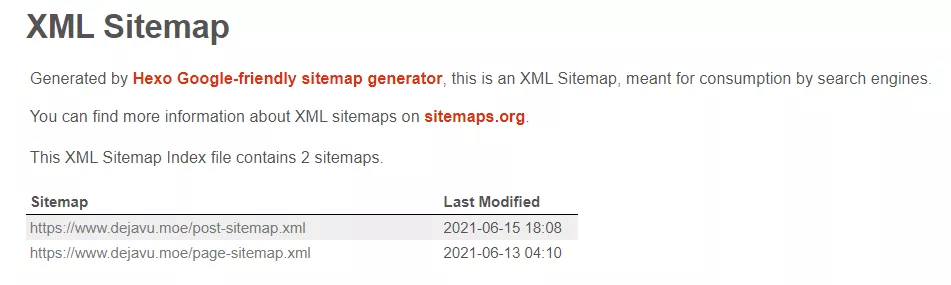 XML Sitemap
Generated by Hexo Google-friendly sitemap generator, this is an XML Sitemap, meant for consumption by search engines.
You can find more information about XML sitemaps on sitemaps.org.
This XML Sitemap Index file contains 2 sitemaps.
Sitemap Last Modified
https://www.dejavu.moe/post-sitemap.xml 2021-06-15 18:08
https://www.dejavu.moe/page-sitemap.xml 2021-06-13 04:10